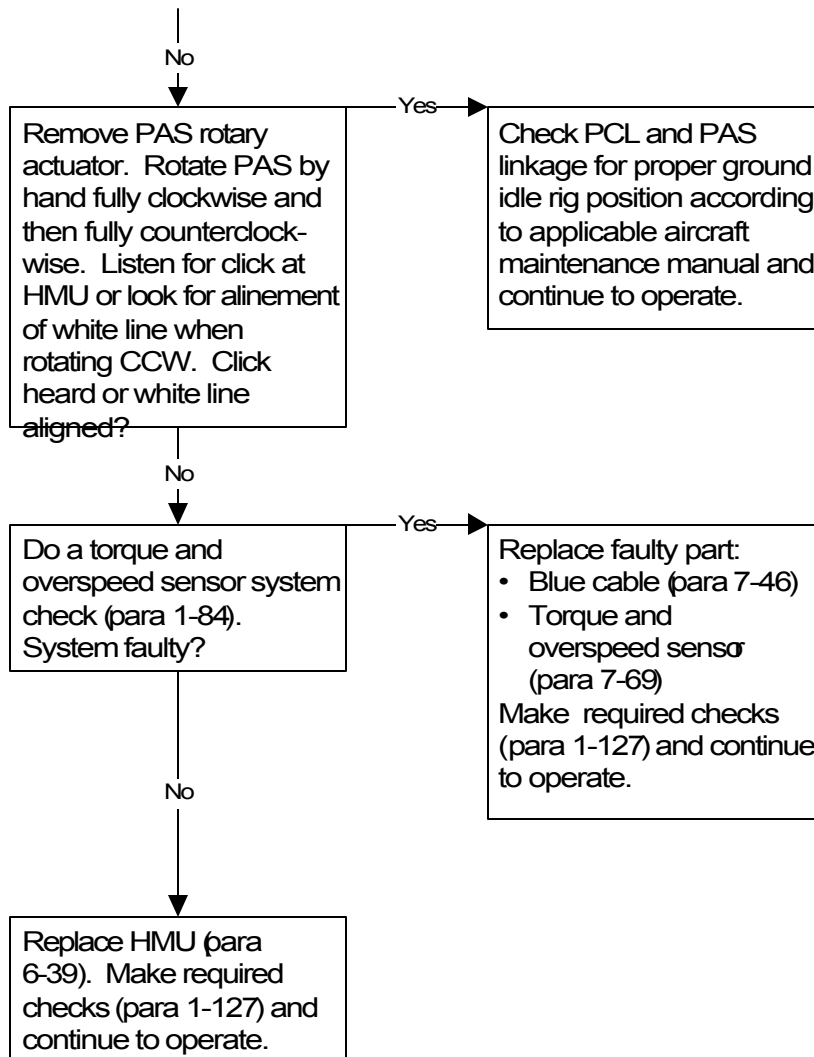 No
Remove PAS rotary
actuator. Rotate PAS by
hand fully clockwise and
then fully counterclock-
wise. Listen for click at
HMU or look for alinement
of white line when
rotating CCW. Click
heard or white line
aligned?
Yes
Check PCL and PAS
linkage for proper ground
idle rig position according
to applicable aircraft
maintenance manual and
continue to operate.
No
Do a torque and
overspeed sensor system
check (para 1-84).
System faulty?
Yes
Replace faulty part:
• Blue cable (para 7-46)
• Torque and
overspeed sensor
(para 7-69)
Make required checks
(para 1-127) and continue
to operate.
No
Replace HMU (para
6-39). Make required
checks (para 1-127) and
continue to operate.